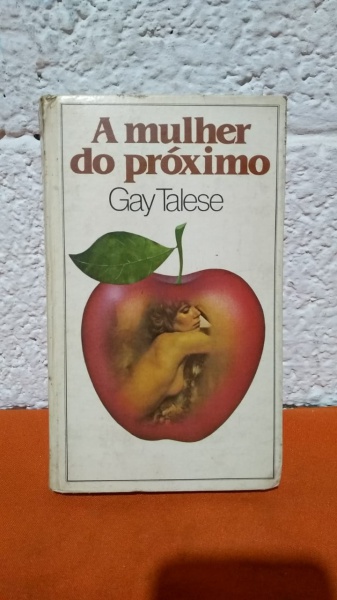 A mulher
do próximo
Gay Talese